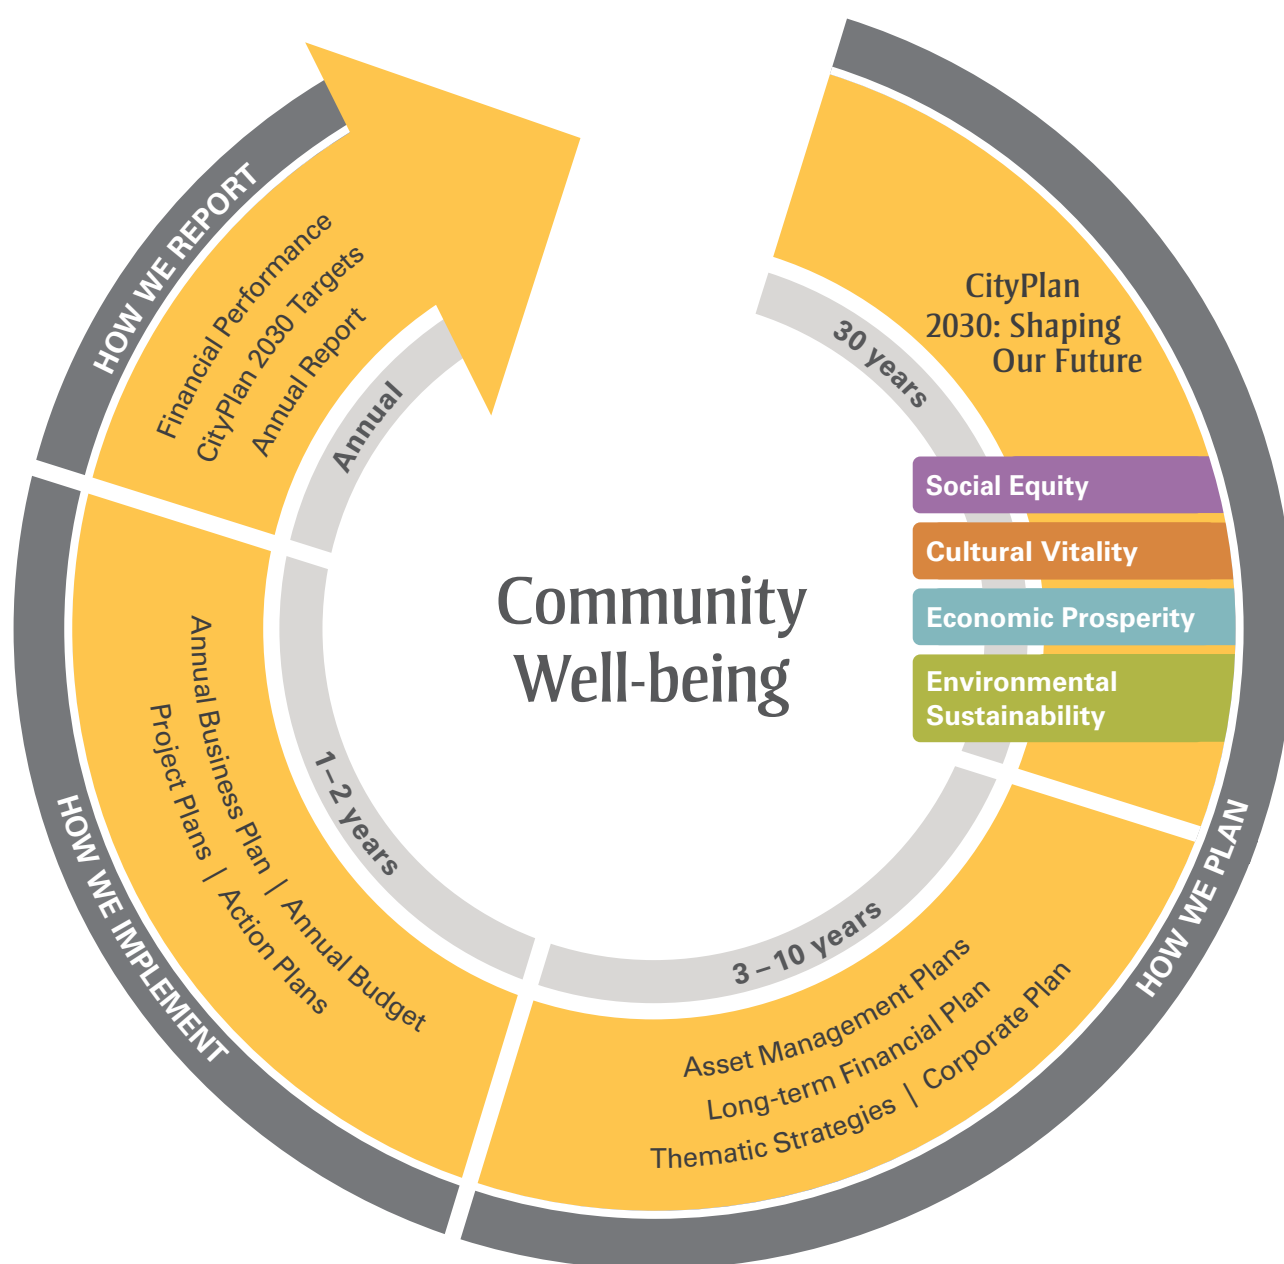 CityPlan
2030: Shaping
Our Future
30 years
Social Equity
Cultural Vitality
Economic Prosperity
Environmental
Sustainability
HOW WE PLAN
3–10 years
Asset Management Plans
Long-term Financial Plan
Thematic Strategies | Corporate Plan
HOW WE IMPLEMENT
1–2 years
Annual Business Plan | Annual Budget
Project Plans | Action Plans
HOW WE REPORT
Financial Performance
CityPlan 2030 Targets
Annual Report
Annual
Community
Well-being